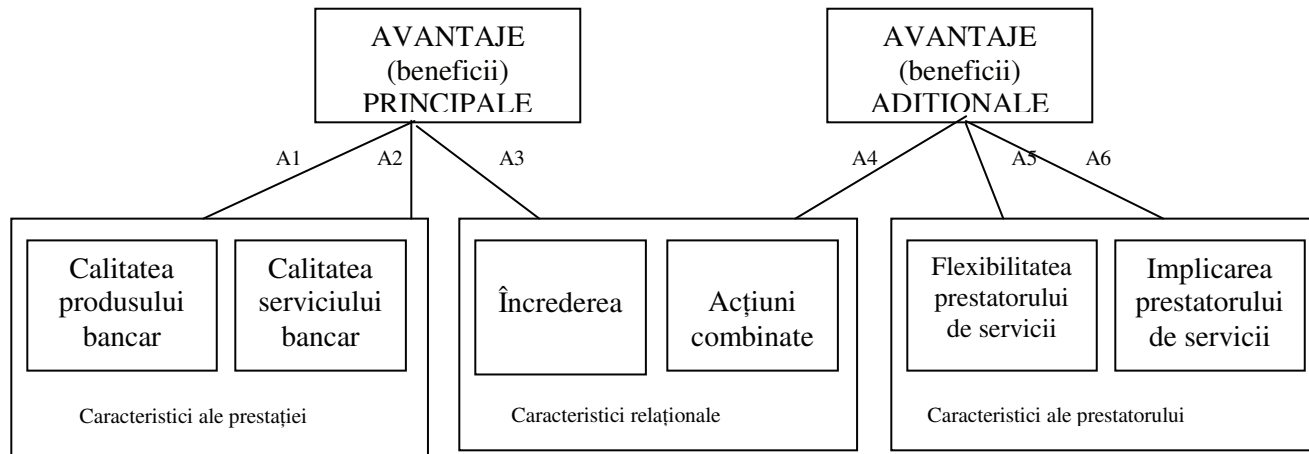 AVANTAJE
(beneficii)
PRINCIPALE
AVANTAJE
(beneficii)
ADIȚIONALE
A1
A2
A3
A4
A5
A6
Calitatea
produsului
bancar
Calitatea
serviciului
bancar
Încrederea
Acțiuni
combinate
Flexibilitatea
prestatorului
de servicii
Implicarea
prestatorului
de servicii
Caracteristici ale prestației
Caracteristici relaționale
Caracteristici ale prestatorului